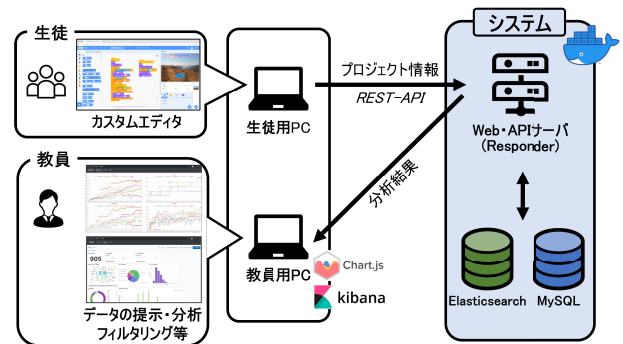 生徒
カスタムエディタ
教員
データの提示・分析
フィルタリング等
生徒用PC
教員用PC
Chart.js
kibana
プロジェクト情報
REST-API
分析結果
システム
Web・APIサーバ
(Responder)
Elasticsearch
MySQL
905